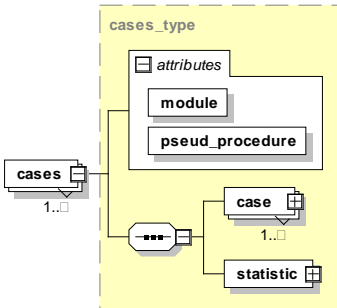 cases_type
attributes
module
pseud_procedure
cases
1..□
case
1..□
statistic